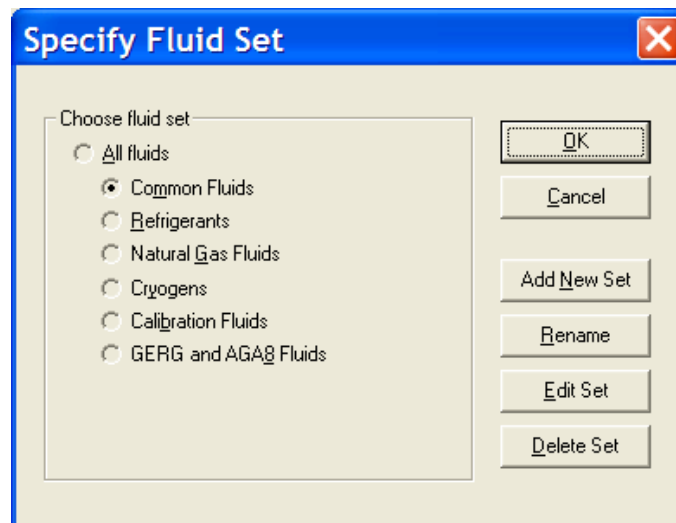 Specify Fluid Set
Choose fluid set
All fluids
Common Fluids
Refrigerants
Natural Gas Fluids
Cryogens
Calibration Fluids
GERG and AGA8 Fluids
OK
Cancel
Add New Set
Rename
Edit Set
Delete Set